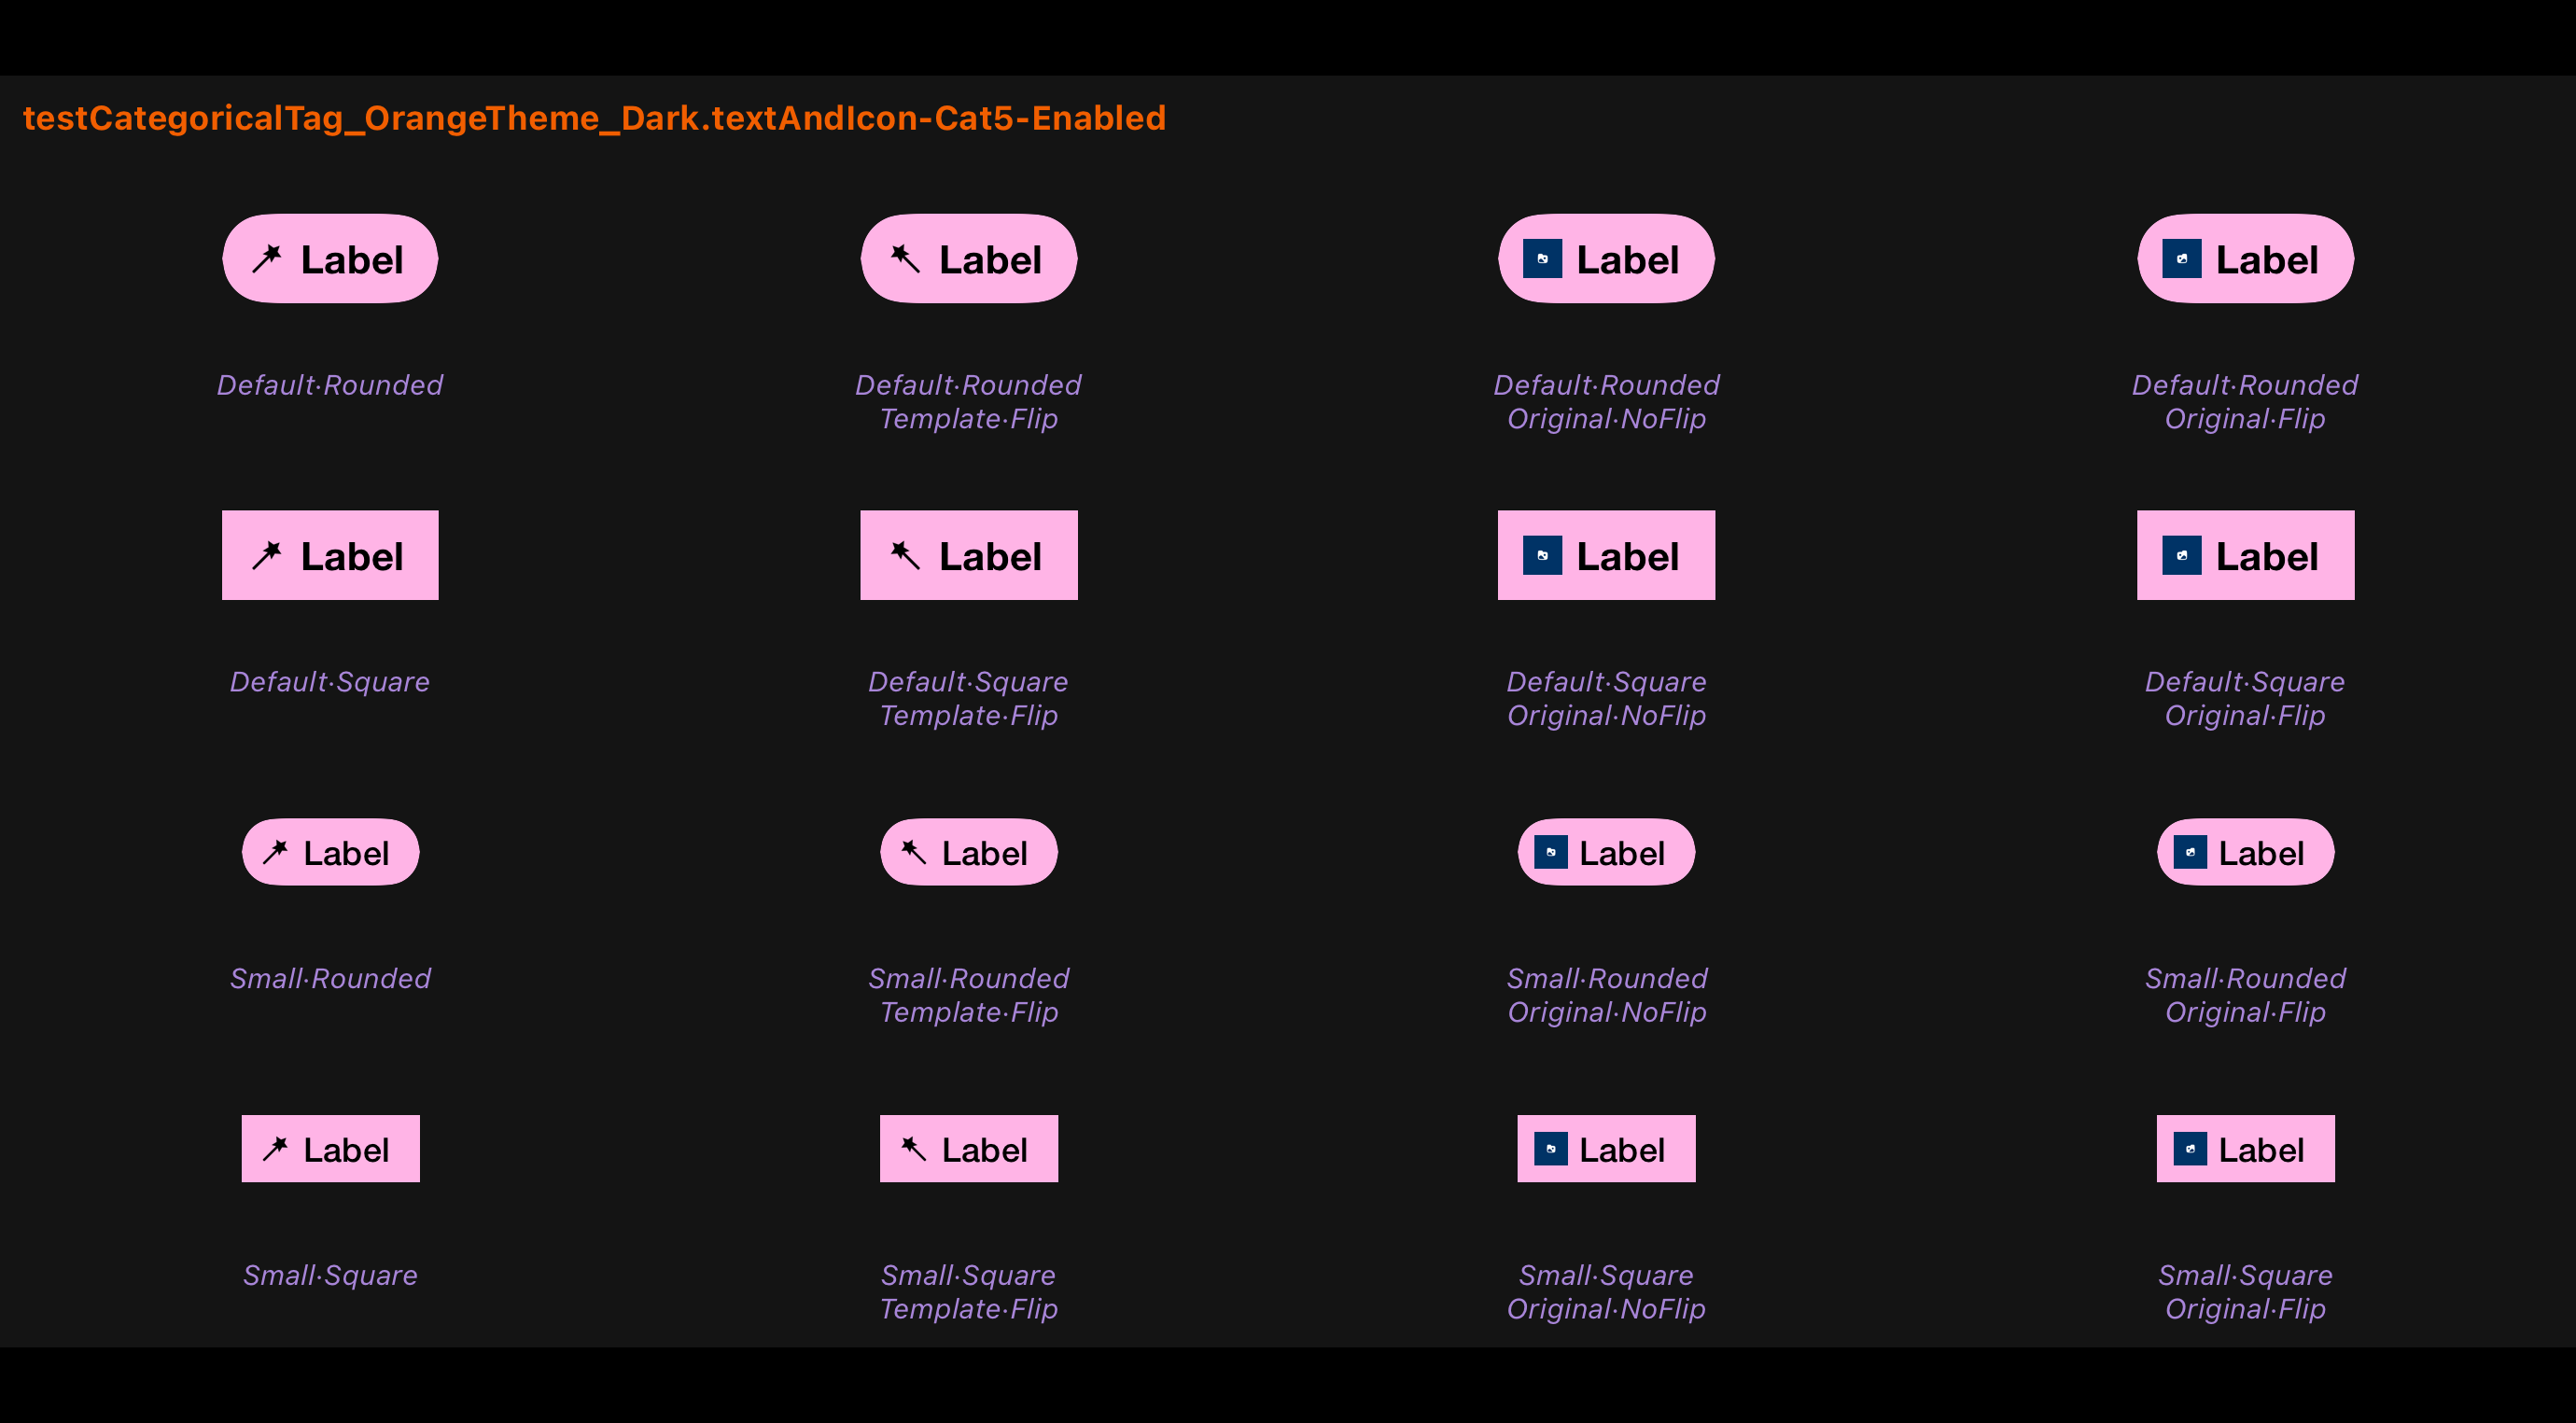 testCategoricalTag_OrangeTheme_Dark.textAndIcon-Cat5-Enabled
Label
Label
Label
Label
Default·Rounded
Default·Rounded
Template·Flip
Default·Rounded
Original·NoFlip
Default·Rounded
Original·Flip
Label
Label
Label
Label
Default·Square
Default·Square
Template·Flip
Default·Square
Original·NoFlip
Default·Square
Original·Flip
Label
Label
Label
Label
Small·Rounded
Small·Rounded
Template·Flip
Small·Rounded
Original·NoFlip
Small·Rounded
Original·Flip
Label
Label
Label
Label
Small·Square
Small·Square
Template·Flip
Small·Square
Original·NoFlip
Small·Square
Original·Flip